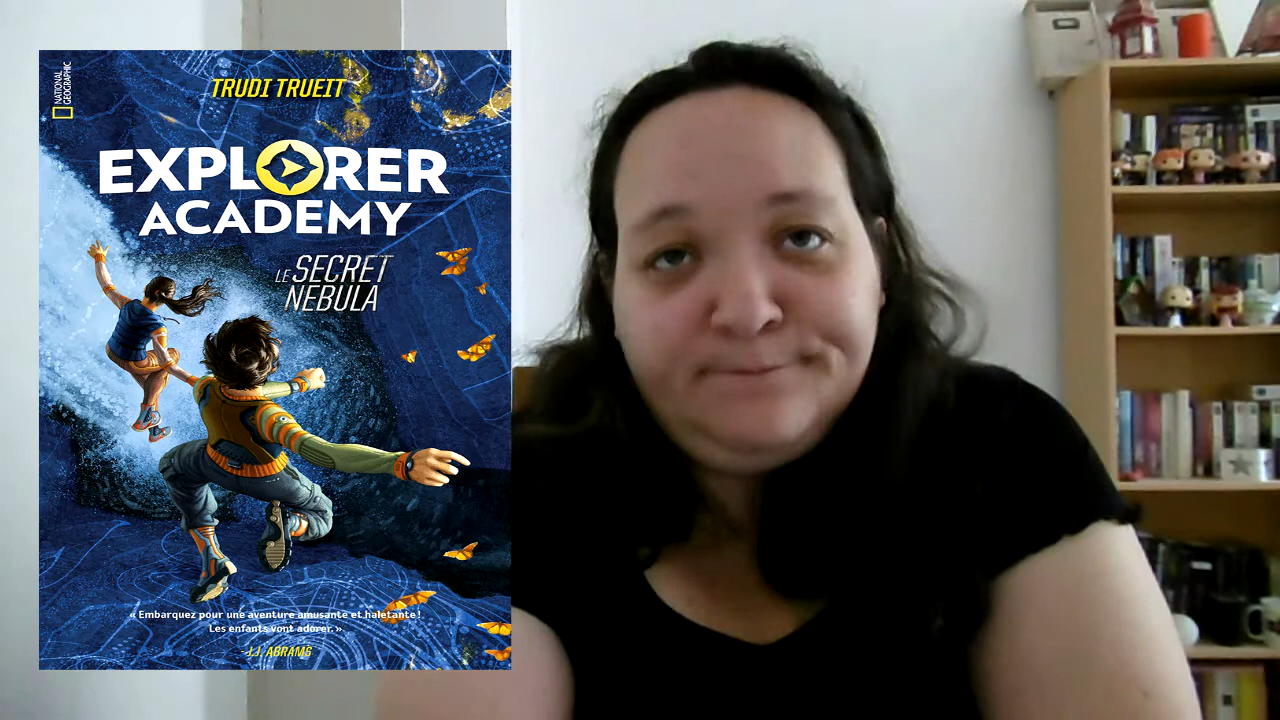 NATIONAL
GEOGRAPHIC
TRUDI TRUEIT
EXPLORER
ACADEMY
LE SECRET
NEBULA
« Embarquez pour une aventure amusante et haletante !
Les enfants vont adorer. »
- J.J. ABRAMS